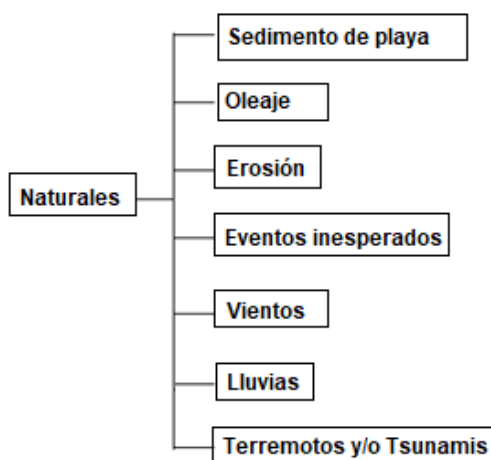 Sedimento de playa
Oleaje
Erosión
Naturales
Eventos inesperados
Vientos
Lluvias
Terremotos y/o Tsunamis